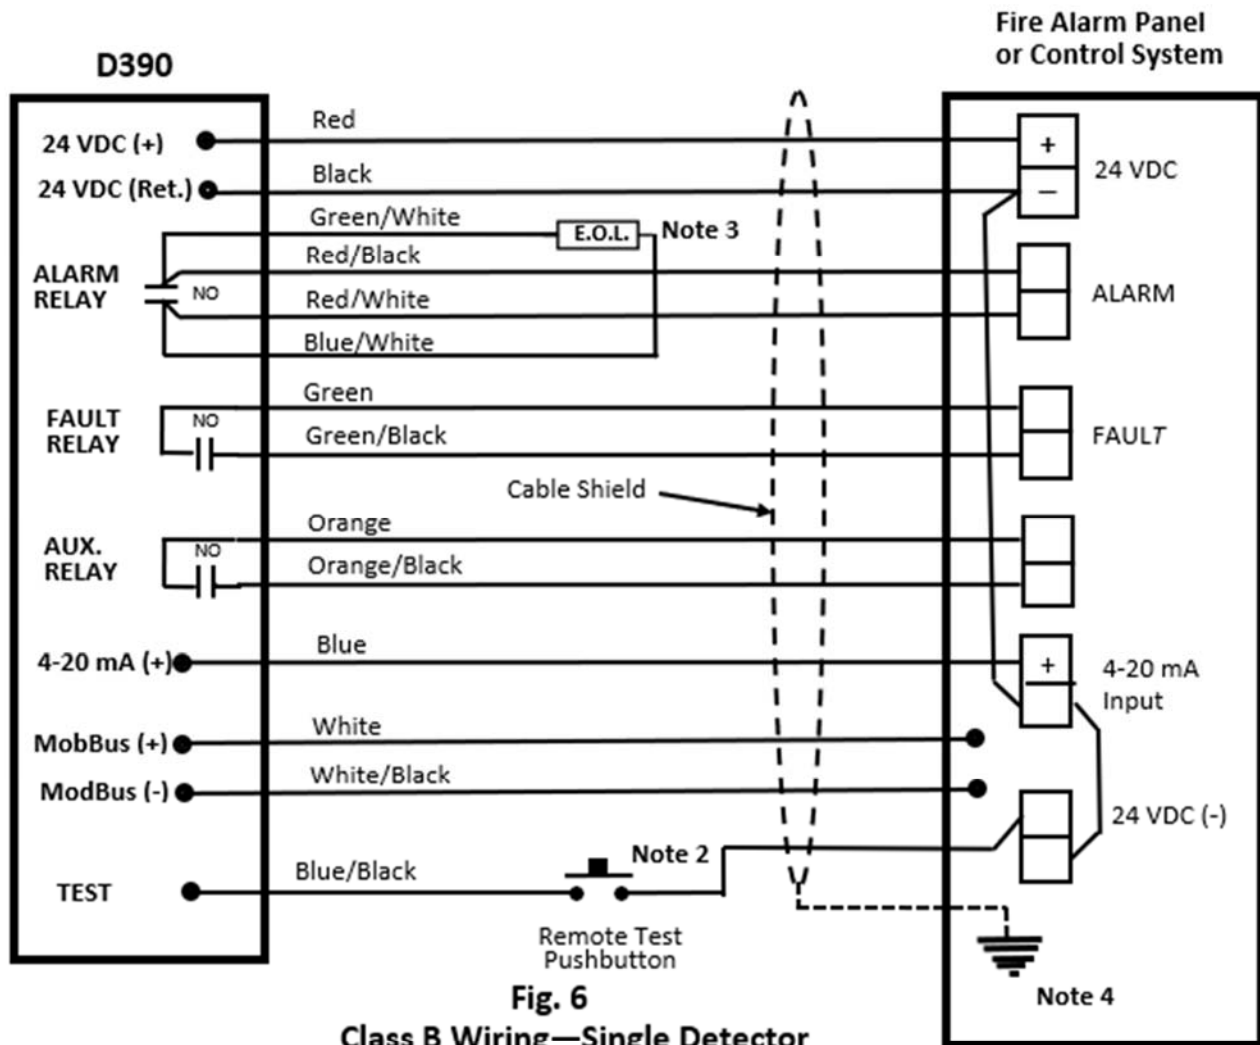 Fire Alarm Panel
or Control System
D390
24 VDC (+)
Red
+
24 VDC
24 VDC (Ret.)
Black
−
Green/White
E.O.L.
Note 3
ALARM
RELAY
NO
Red/Black
Red/White
Blue/White
ALARM
FAULT
RELAY
NO
Green
Green/Black
FAULT
Cable Shield
AUX.
RELAY
NO
Orange
Orange/Black
4-20 mA (+)
Blue
+
4-20 mA
Input
MobBus (+)
White
ModBus (-)
White/Black
24 VDC (-)
TEST
Blue/Black
Note 2
Remote Test
Pushbutton
Note 4
Fig. 6
Class B Wiring—Single Detector